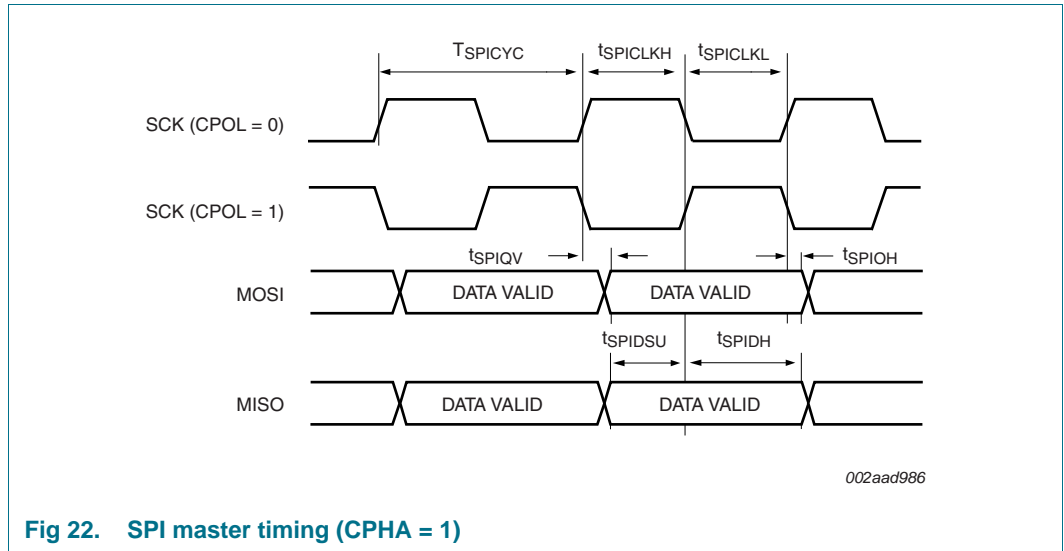 TSPICYC tSPICLKH tSPICLKL
SCK (CPOL = 0)
SCK (CPOL = 1)
tSPIQV tSPIOH
MOSI DATA VALID DATA VALID
tSPIDSU tSPIDH
MISO DATA VALID DATA VALID
002aad986
Fig 22. SPI master timing (CPHA = 1)